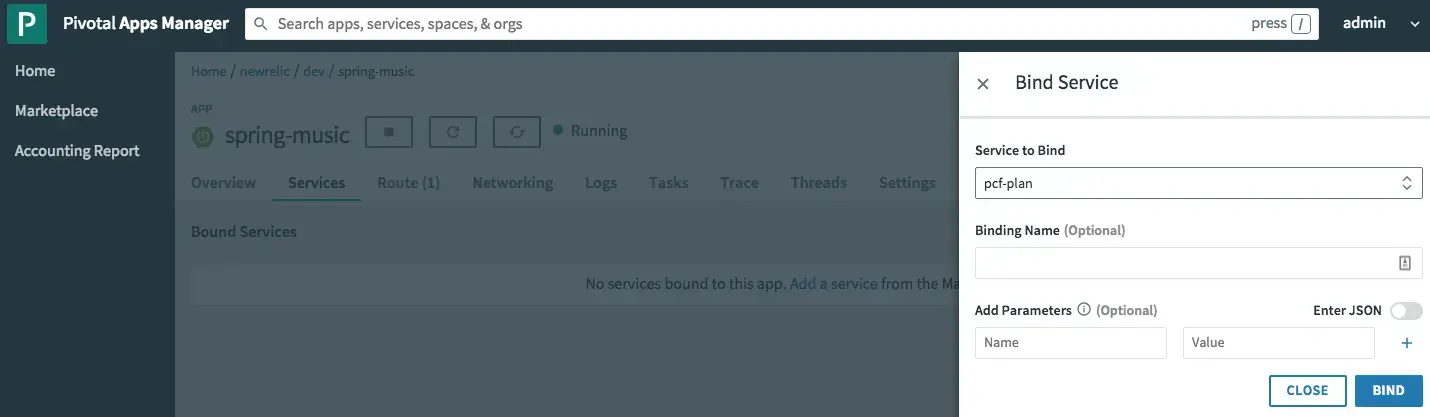 P Pivotal Apps Manager Search apps, services, spaces, & orgs press / admin
Home
Marketplace
Accounting Report
Home / newrelic / dev / spring-music
APP
spring-music Running
Overview Services Route (1) Networking Logs Tasks Trace Threads Settings
Bound Services
No services bound to this app. Add a service from the Ma
Bind Service
Service to Bind
pcf-plan
Binding Name (Optional)
Add Parameters (Optional) Enter JSON
Name Value
CLOSE BIND